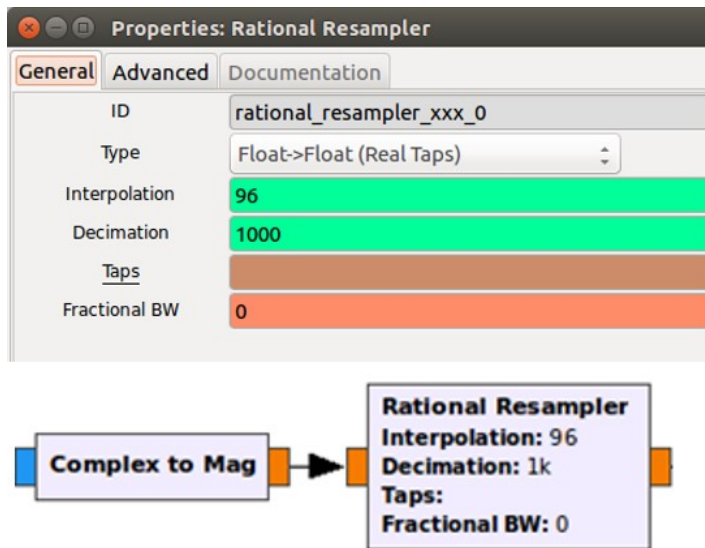 Properties: Rational Resampler
General Advanced Documentation
ID rational_resampler_xxx_0
Type Float->Float (Real Taps)
Interpolation 96
Decimation 1000
Taps
Fractional BW 0
Complex to Mag
Rational Resampler
Interpolation: 96
Decimation: 1k
Taps:
Fractional BW: 0